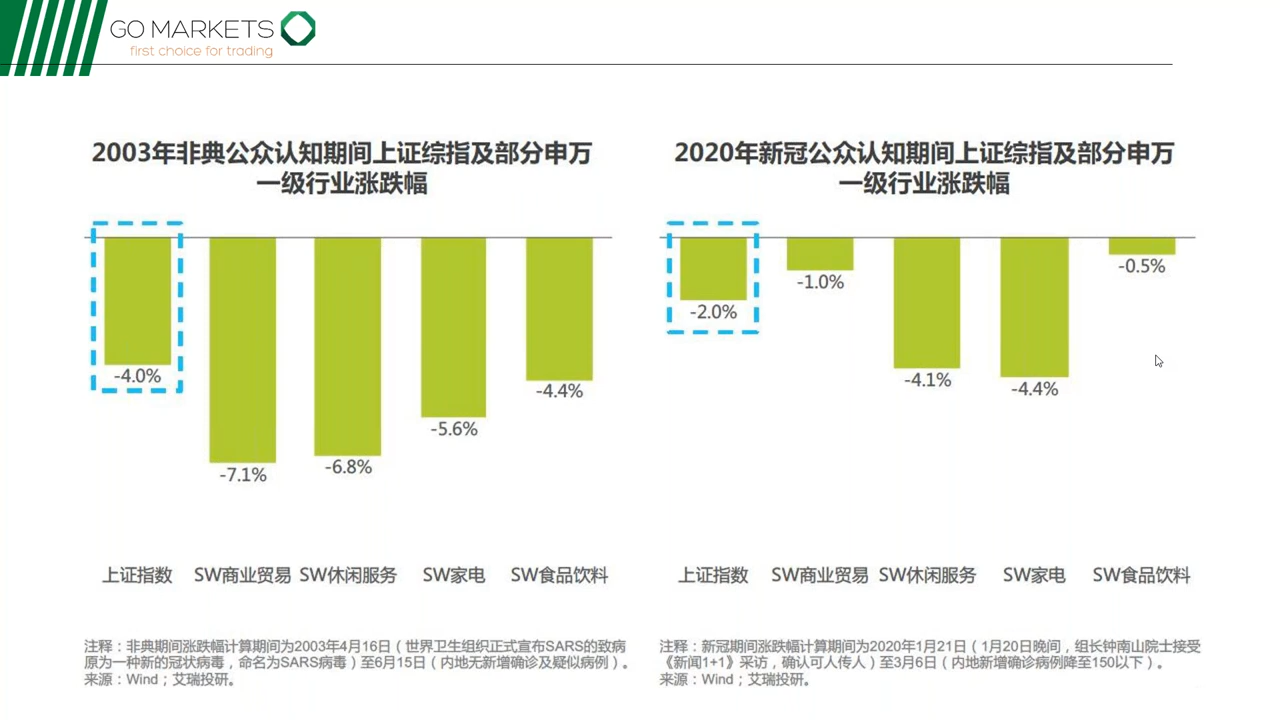 GO MARKETS
first choice for trading
2003年非典公众认知期间上证综指及部分申万
一级行业涨跌幅
-4.0%
-7.1%
-6.8%
-5.6%
-4.4%
上证指数
SW商业贸易
SW休闲服务
SW家电
SW食品饮料
注释：非典期间涨跌幅计算期间为2003年4月16日（世界卫生组织正式宣布SARS的致病
原为一种新的冠状病毒，命名为SARS病毒）至6月15日（内地无新增确诊及疑似病例）。
来源：Wind；艾瑞投研。
2020年新冠公众认知期间上证综指及部分申万
一级行业涨跌幅
-2.0%
-1.0%
-4.1%
-4.4%
-0.5%
上证指数
SW商业贸易
SW休闲服务
SW家电
SW食品饮料
注释：新冠期间涨跌幅计算期间为2020年1月21日（1月20日晚间，组长钟南山院士接受
《新闻1+1》采访，确认可人传人）至3月6日（内地新增确诊病例降至150以下）。
来源：Wind；艾瑞投研。